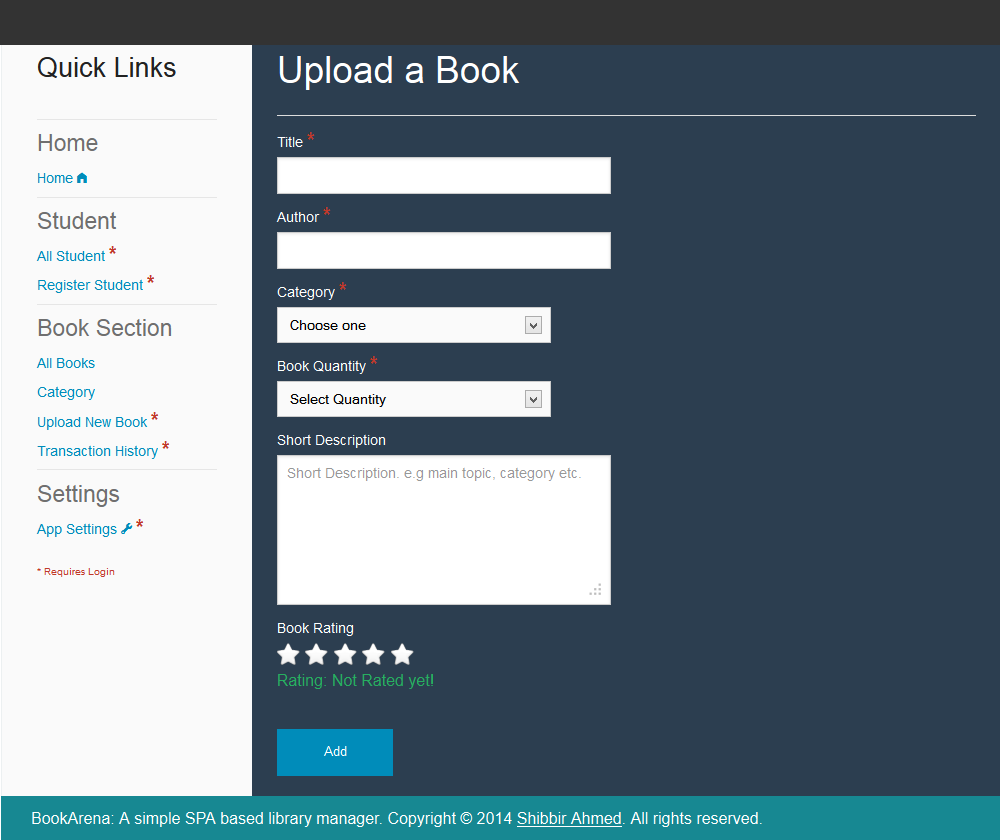 Quick Links
Home
Home
Student
All Student *
Register Student *
Book Section
All Books
Category
Upload New Book *
Transaction History *
Settings
App Settings *
* Requires Login
Upload a Book
Title *
Author *
Category *
Choose one
Book Quantity *
Select Quantity
Short Description
Short Description. e.g main topic, category etc.
Book Rating
Rating: Not Rated yet!
Add
BookArena: A simple SPA based library manager. Copyright © 2014 Shibbir Ahmed. All rights reserved.